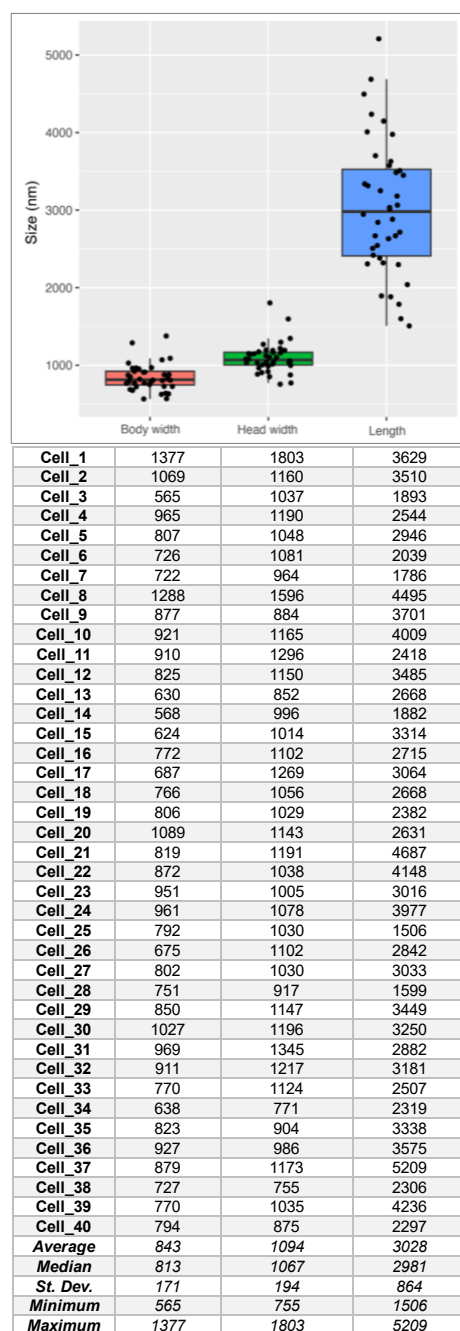 5000
4000
3000
2000
1000
Size (nm)
Body width Head width Length
Cell_1 1377 1803 3629
Cell_2 1069 1160 3510
Cell_3 565 1037 1893
Cell_4 965 1190 2544
Cell_5 807 1048 2946
Cell_6 726 1081 2039
Cell_7 722 964 1786
Cell_8 1288 1596 4495
Cell_9 877 884 3701
Cell_10 921 1165 4009
Cell_11 910 1296 2418
Cell_12 825 1150 3485
Cell_13 630 852 2668
Cell_14 568 996 1882
Cell_15 624 1014 3314
Cell_16 772 1102 2715
Cell_17 687 1269 3064
Cell_18 766 1056 2668
Cell_19 806 1029 2382
Cell_20 1089 1143 2631
Cell_21 819 1191 4687
Cell_22 872 1038 4148
Cell_23 951 1005 3016
Cell_24 961 1078 3977
Cell_25 792 1030 1506
Cell_26 675 1102 2842
Cell_27 802 1030 3033
Cell_28 751 917 1599
Cell_29 850 1147 3449
Cell_30 1027 1196 3250
Cell_31 969 1345 2882
Cell_32 911 1217 3181
Cell_33 770 1124 2507
Cell_34 638 771 2319
Cell_35 823 904 3338
Cell_36 927 986 3575
Cell_37 879 1173 5209
Cell_38 727 755 2306
Cell_39 770 1035 4236
Cell_40 794 875 2297
Average 843 1094 3028
Median 813 1067 2981
St. Dev. 171 194 864
Minimum 565 755 1506
Maximum 1377 1803 5209